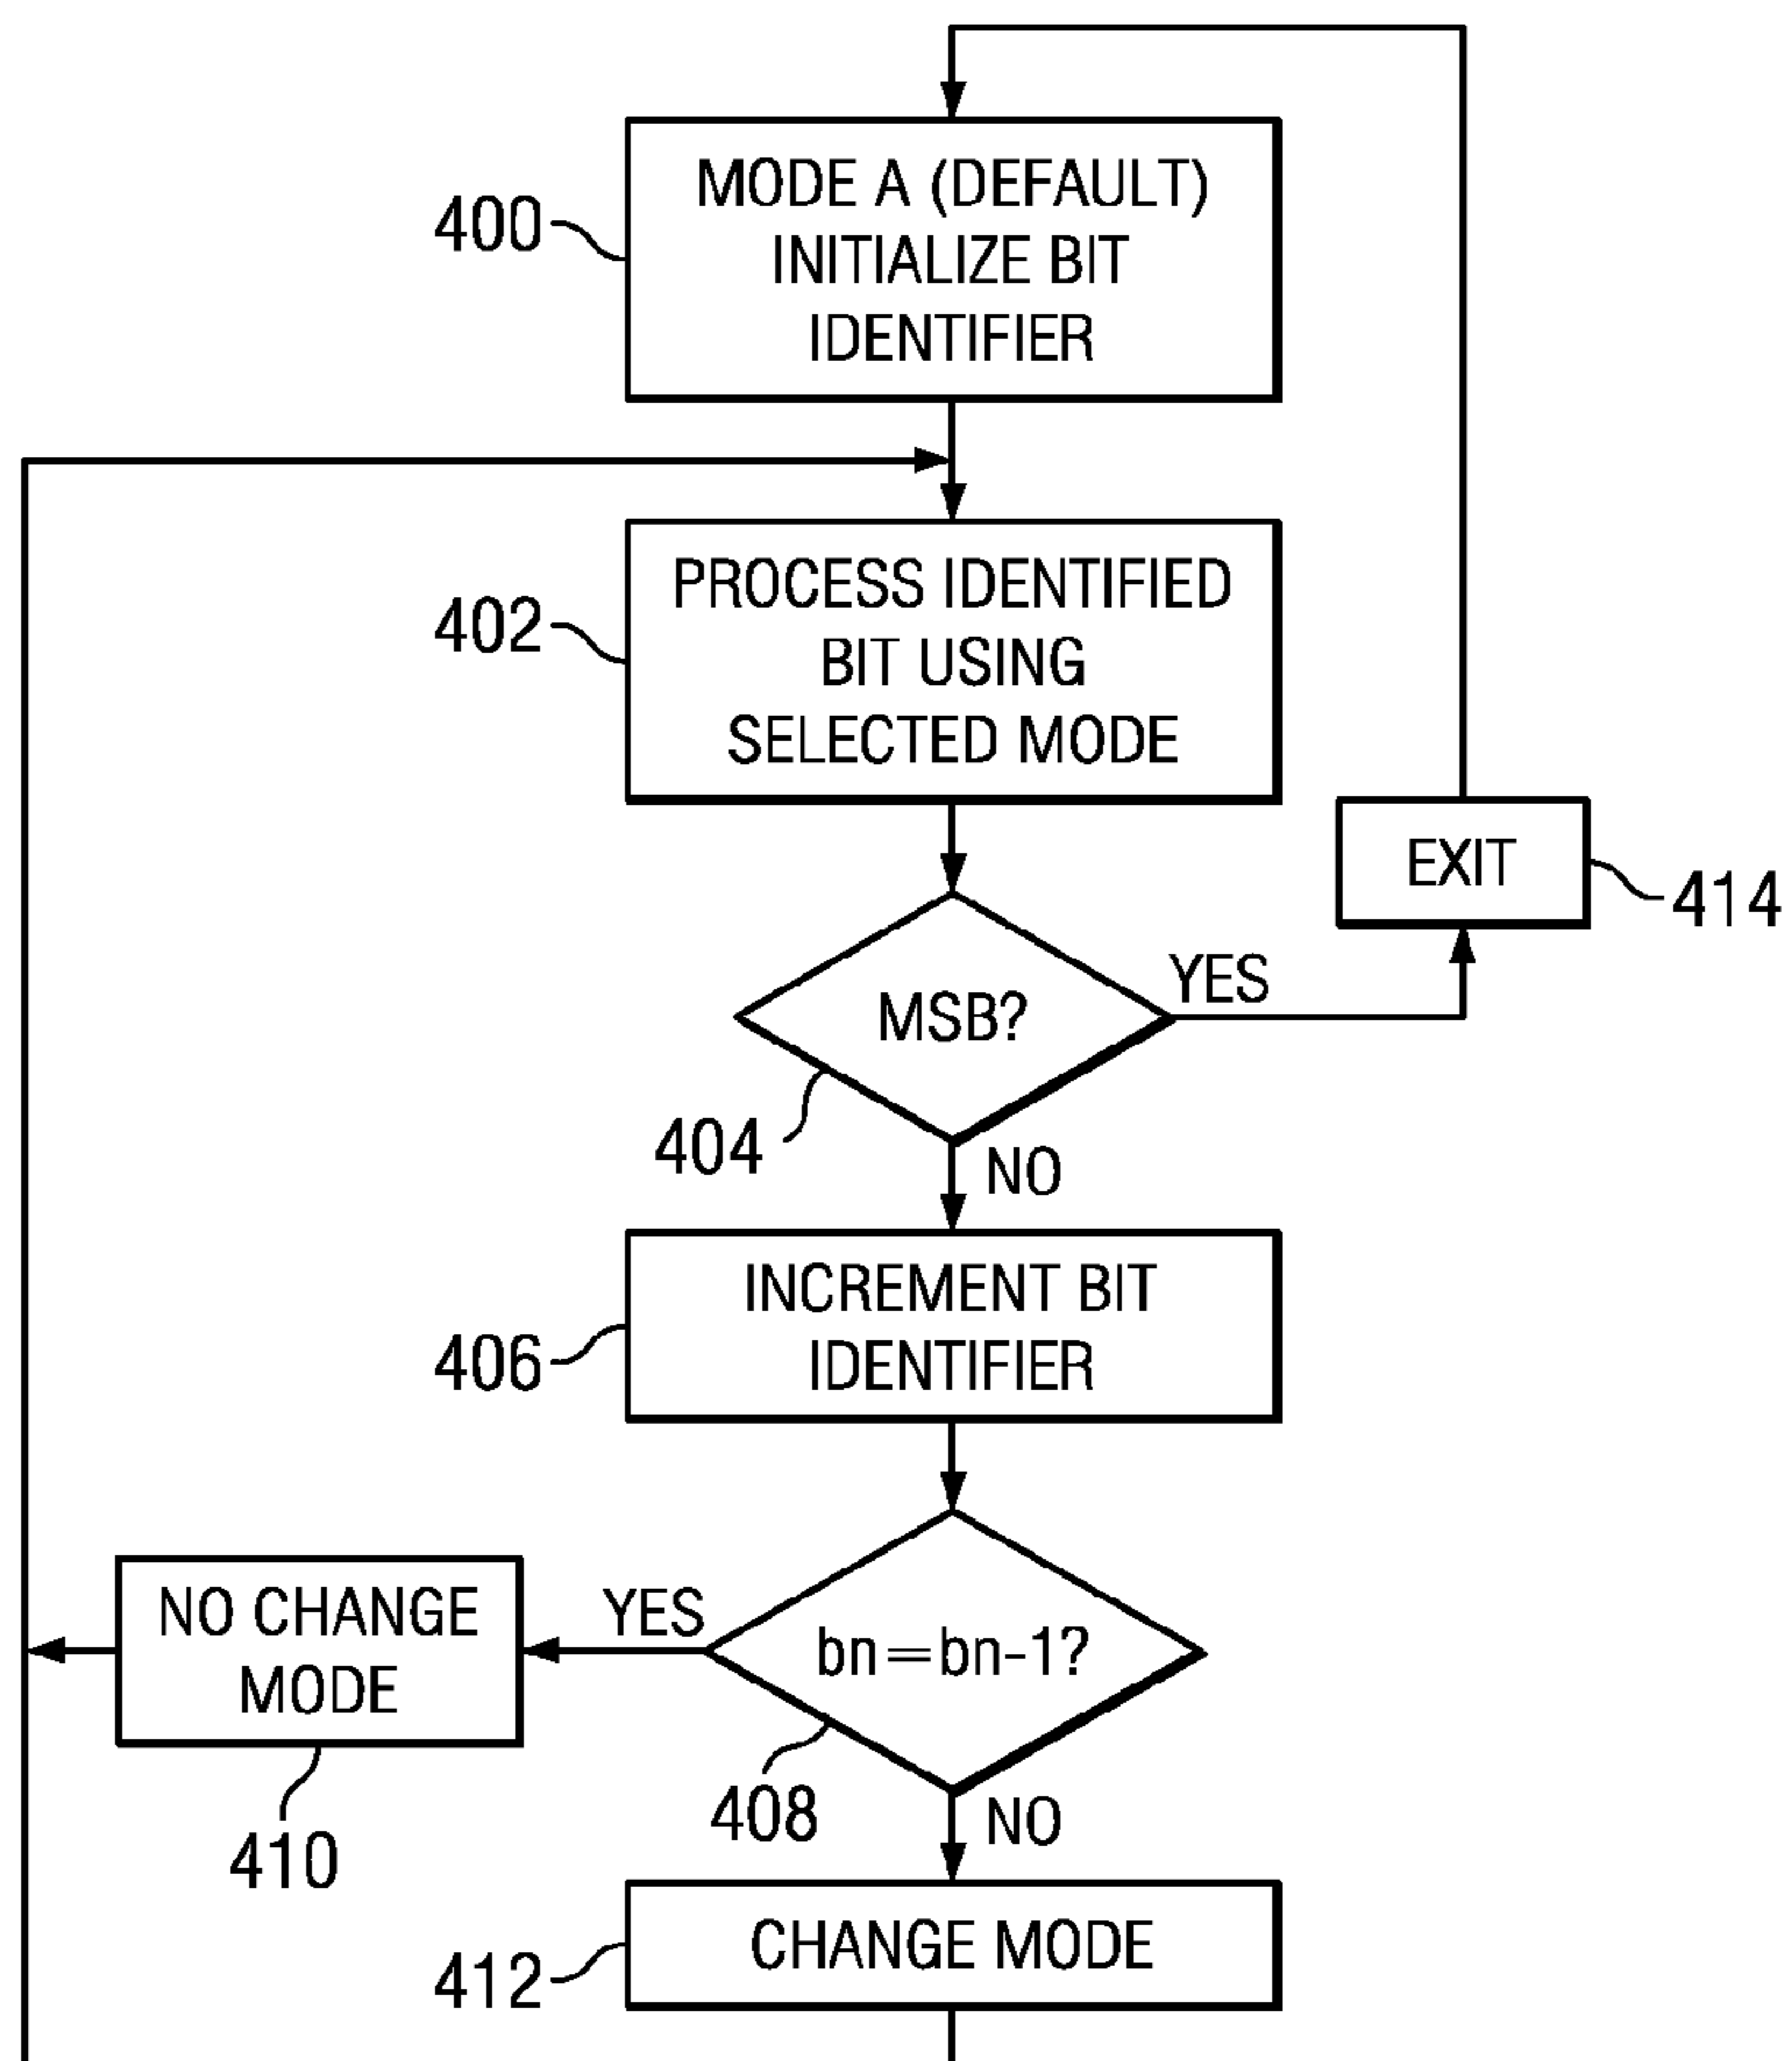 MODE A (DEFAULT)
INITIALIZE BIT
IDENTIFIER
400
PROCESS IDENTIFIED
BIT USING
SELECTED MODE
402
EXIT
414
MSB?
YES
404
NO
INCREMENT BIT
IDENTIFIER
406
NO CHANGE
MODE
YES
bn=bn-1?
410
408
NO
CHANGE MODE
412